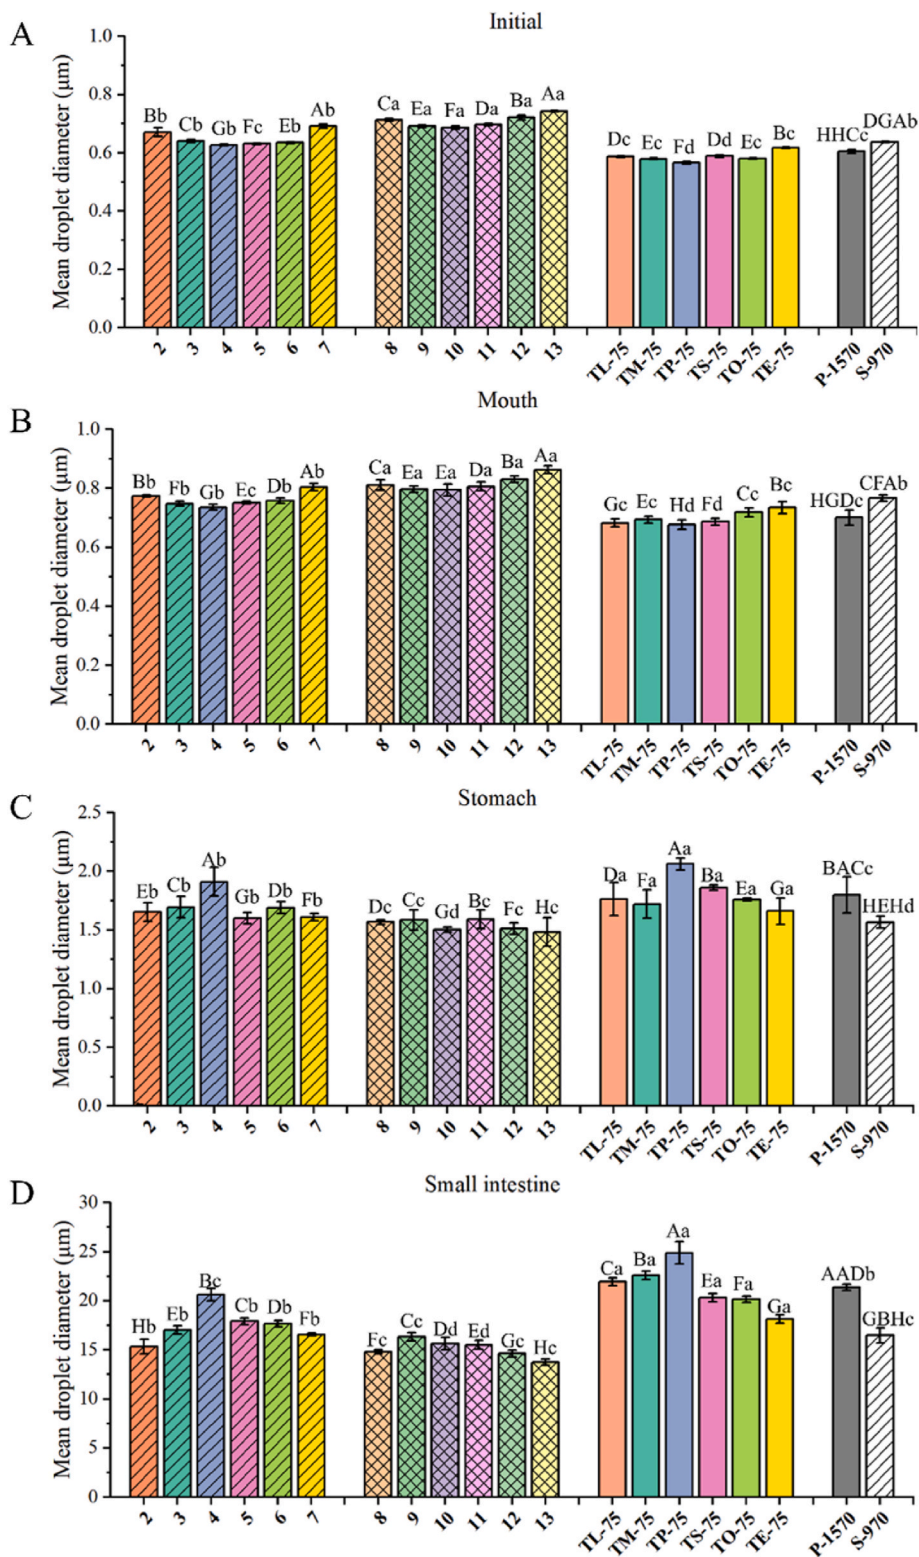 A
Initial
Mean droplet diameter (μm)
1.0
0.8
0.6
0.4
0.2
0.0
Bb Cb Gb Fc Eb Ab Ca Ea Fa Da Ba Aa Dc Ec Fd Dd Ec Bc HHCc DGAb
2 3 4 5 6 7 8 9 10 11 12 13 TL-75 TM-75 TP-75 TS-75 TO-75 TE-75 P-1570 S-970
B
Mouth
Mean droplet diameter (μm)
1.0
0.8
0.6
0.4
0.2
0.0
Bb Fb Gb Ec Db Ab Ca Ea Ea Da Ba Aa Gc Ec Hd Fd Cc Bc HGDc CFAb
2 3 4 5 6 7 8 9 10 11 12 13 TL-75 TM-75 TP-75 TS-75 TO-75 TE-75 P-1570 S-970
C
Stomach
Mean droplet diameter (μm)
2.5
2.0
1.5
1.0
0.5
0.0
Eb Cb Ab Gb Db Fb Dc Cc Gd Bc Fc Hc Da Fa Aa Ba Ea Ga BACc HEHd
2 3 4 5 6 7 8 9 10 11 12 13 TL-75 TM-75 TP-75 TS-75 TO-75 TE-75 P-1570 S-970
D
Small intestine
Mean droplet diameter (μm)
30
25
20
15
10
5
0
Hb Eb Bc Cb Db Fb Fc Cc Dd Ed Gc Hc Ca Ba Aa Ea Fa Ga AADb GBHc
2 3 4 5 6 7 8 9 10 11 12 13 TL-75 TM-75 TP-75 TS-75 TO-75 TE-75 P-1570 S-970